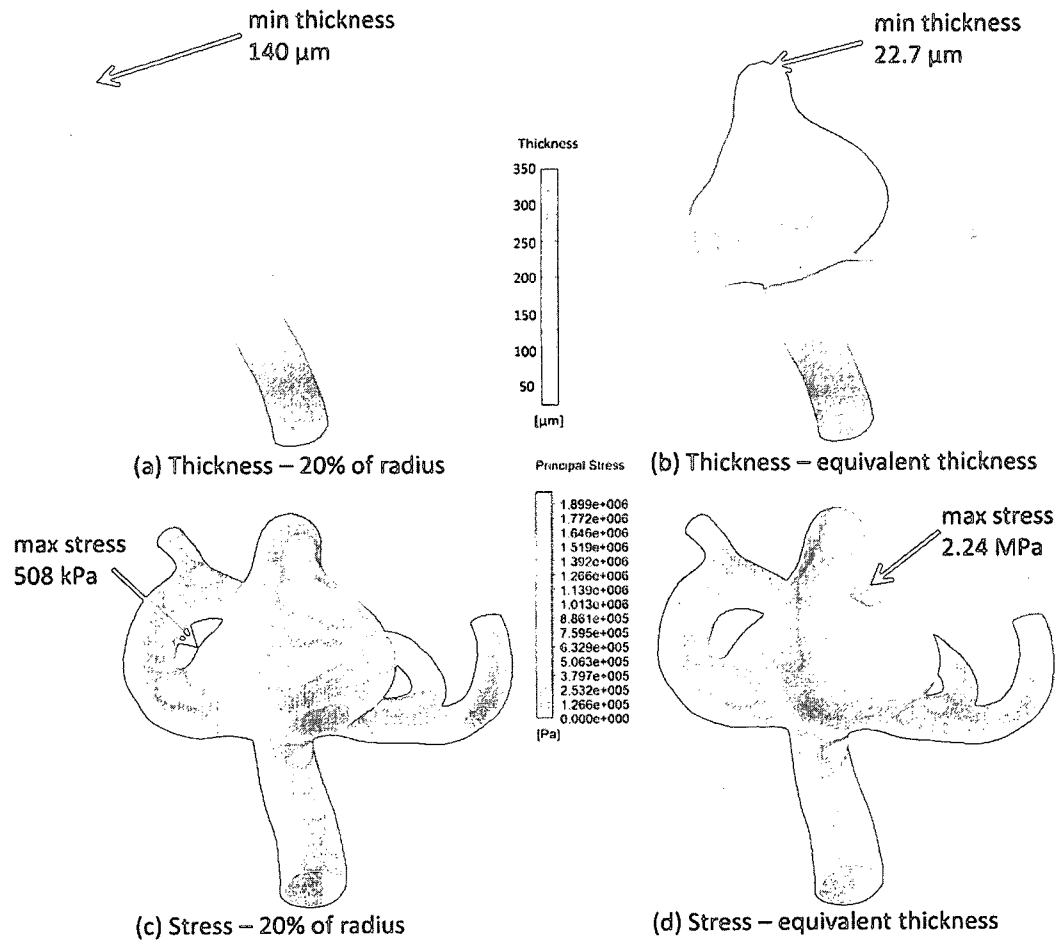 min thickness
140 µm
min thickness
22.7 µm
Thickness
350
300
250
200
150
100
50
[µm]
(a) Thickness – 20% of radius
(b) Thickness – equivalent thickness
Principal Stress
1.899e+006
1.772e+006
1.646e+006
1.519e+006
1.392e+006
1.266e+006
1.139e+006
1.013e+006
8.861e+005
7.595e+005
6.329e+005
5.063e+005
3.797e+005
2.532e+005
1.266e+005
0.000e+000
[Pa]
max stress
508 kPa
max stress
2.24 MPa
(c) Stress – 20% of radius
(d) Stress – equivalent thickness